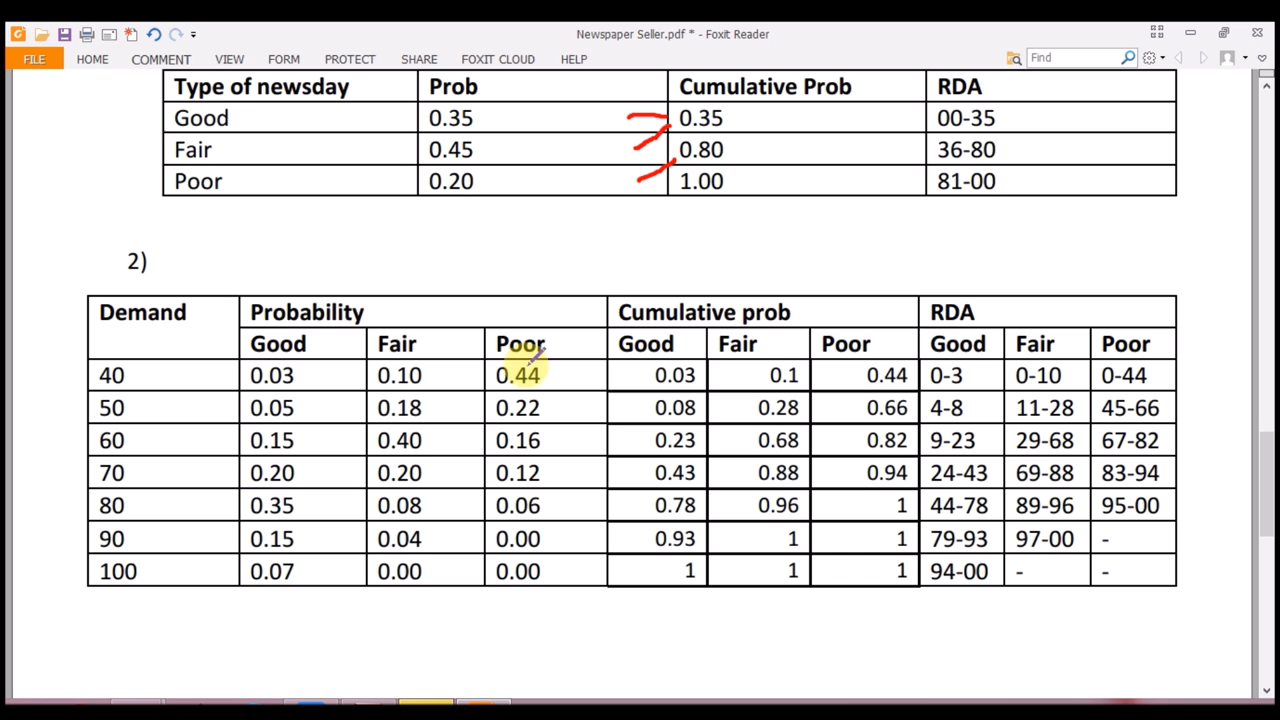 Newspaper Seller.pdf * - Foxit Reader
FILE HOME COMMENT VIEW FORM PROTECT SHARE FOXIT CLOUD HELP Find
Type of newsday Prob Cumulative Prob RDA
Good 0.35 0.35 00-35
Fair 0.45 0.80 36-80
Poor 0.20 1.00 81-00
2)
Demand Probability Cumulative prob RDA
Good Fair Poor Good Fair Poor Good Fair Poor
40 0.03 0.10 0.44 0.03 0.1 0.44 0-3 0-10 0-44
50 0.05 0.18 0.22 0.08 0.28 0.66 4-8 11-28 45-66
60 0.15 0.40 0.16 0.23 0.68 0.82 9-23 29-68 67-82
70 0.20 0.20 0.12 0.43 0.88 0.94 24-43 69-88 83-94
80 0.35 0.08 0.06 0.78 0.96 1 44-78 89-96 95-00
90 0.15 0.04 0.00 0.93 1 1 79-93 97-00 -
100 0.07 0.00 0.00 1 1 1 94-00 - -